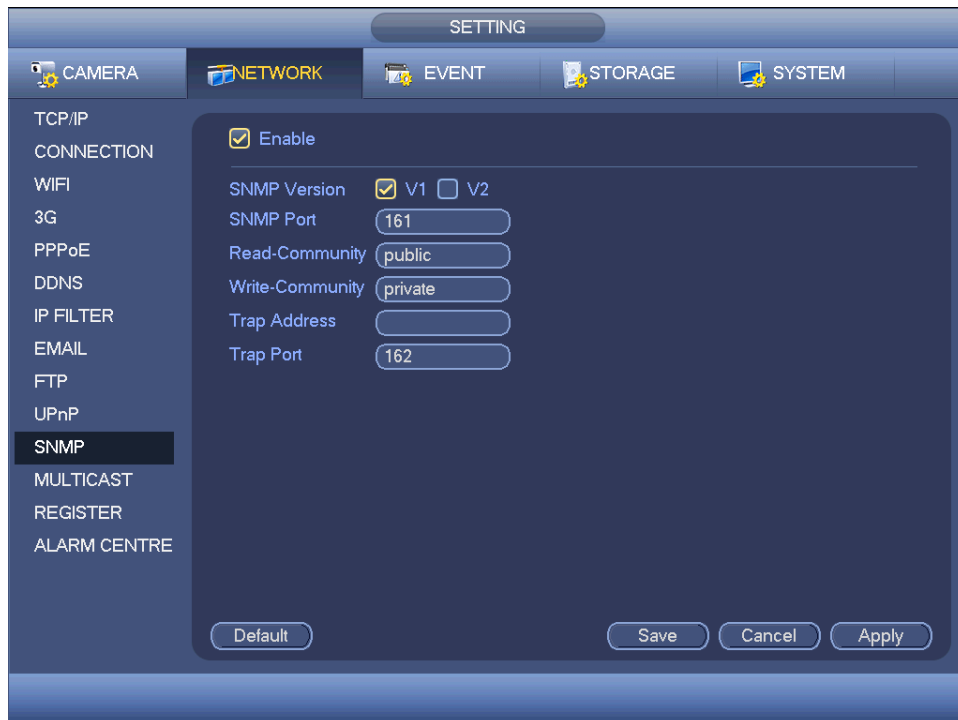 SETTING
CAMERA NETWORK EVENT STORAGE SYSTEM
TCP/IP
CONNECTION
WIFI
3G
PPPoE
DDNS
IP FILTER
EMAIL
FTP
UPnP
SNMP
MULTICAST
REGISTER
ALARM CENTRE
Enable
SNMP Version V1 V2
SNMP Port 161
Read-Community public
Write-Community private
Trap Address
Trap Port 162
Default Save Cancel Apply